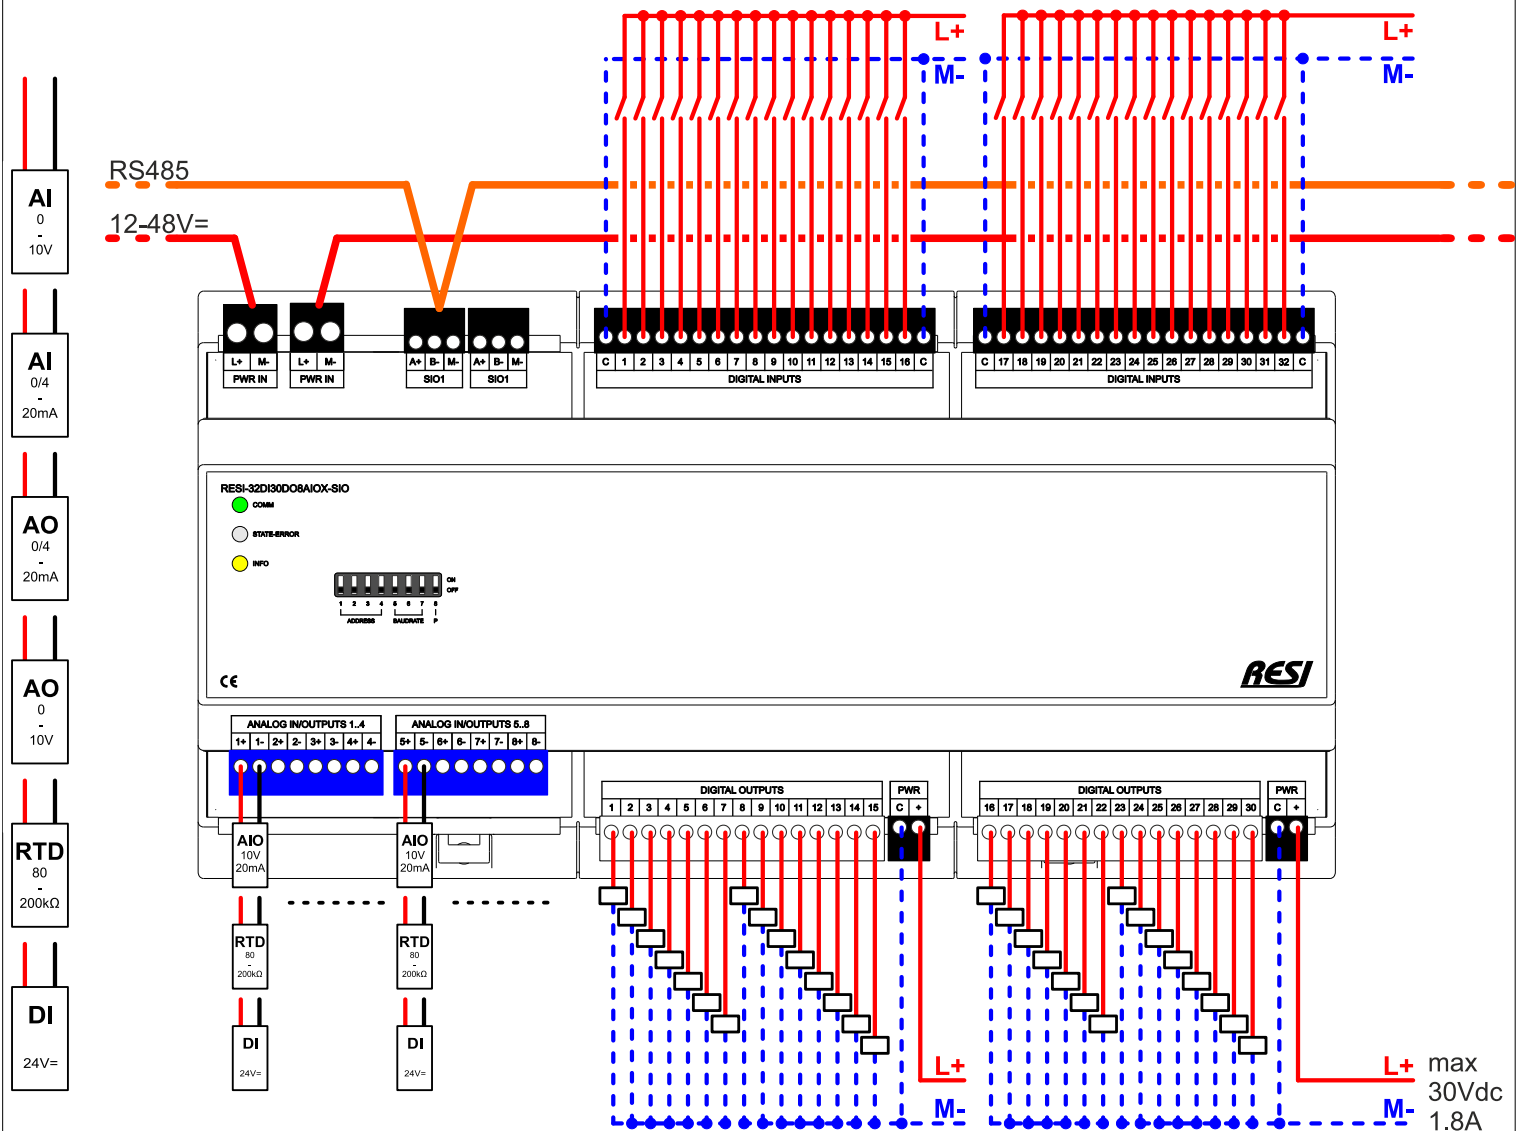 L+
M-
L+
M-
RS485
12-48V=
AI
0
-
10V
AI
0/4
-
20mA
AO
0/4
-
20mA
AO
0
-
10V
RTD
80
-
200kΩ
DI
24V=
L+ M-
PWR IN
L+ M-
PWR IN
A+ B- M-
SIO1
A+ B- M-
SIO1
C 1 2 3 4 5 6 7 8 9 10 11 12 13 14 15 16 C
DIGITAL INPUTS
C 17 18 19 20 21 22 23 24 25 26 27 28 29 30 31 32 C
DIGITAL INPUTS
RESI-32DI30DO8AIOX-SIO
COMM
STATE-ERROR
INFO
ON
OFF
1 2 3 4 5 6 7 8
ADDRESS BAUDRATE P
CE
RESI
ANALOG IN/OUTPUTS 1..4
1+ 1- 2+ 2- 3+ 3- 4+ 4-
ANALOG IN/OUTPUTS 5..8
5+ 5- 6+ 6- 7+ 7- 8+ 8-
DIGITAL OUTPUTS
1 2 3 4 5 6 7 8 9 10 11 12 13 14 15
PWR
C +
DIGITAL OUTPUTS
16 17 18 19 20 21 22 23 24 25 26 27 28 29 30
PWR
C +
AIO
10V
20mA
AIO
10V
20mA
RTD
80
-
200kΩ
RTD
80
-
200kΩ
DI
24V=
DI
24V=
L+
M-
L+
M-
max
30Vdc
1.8A